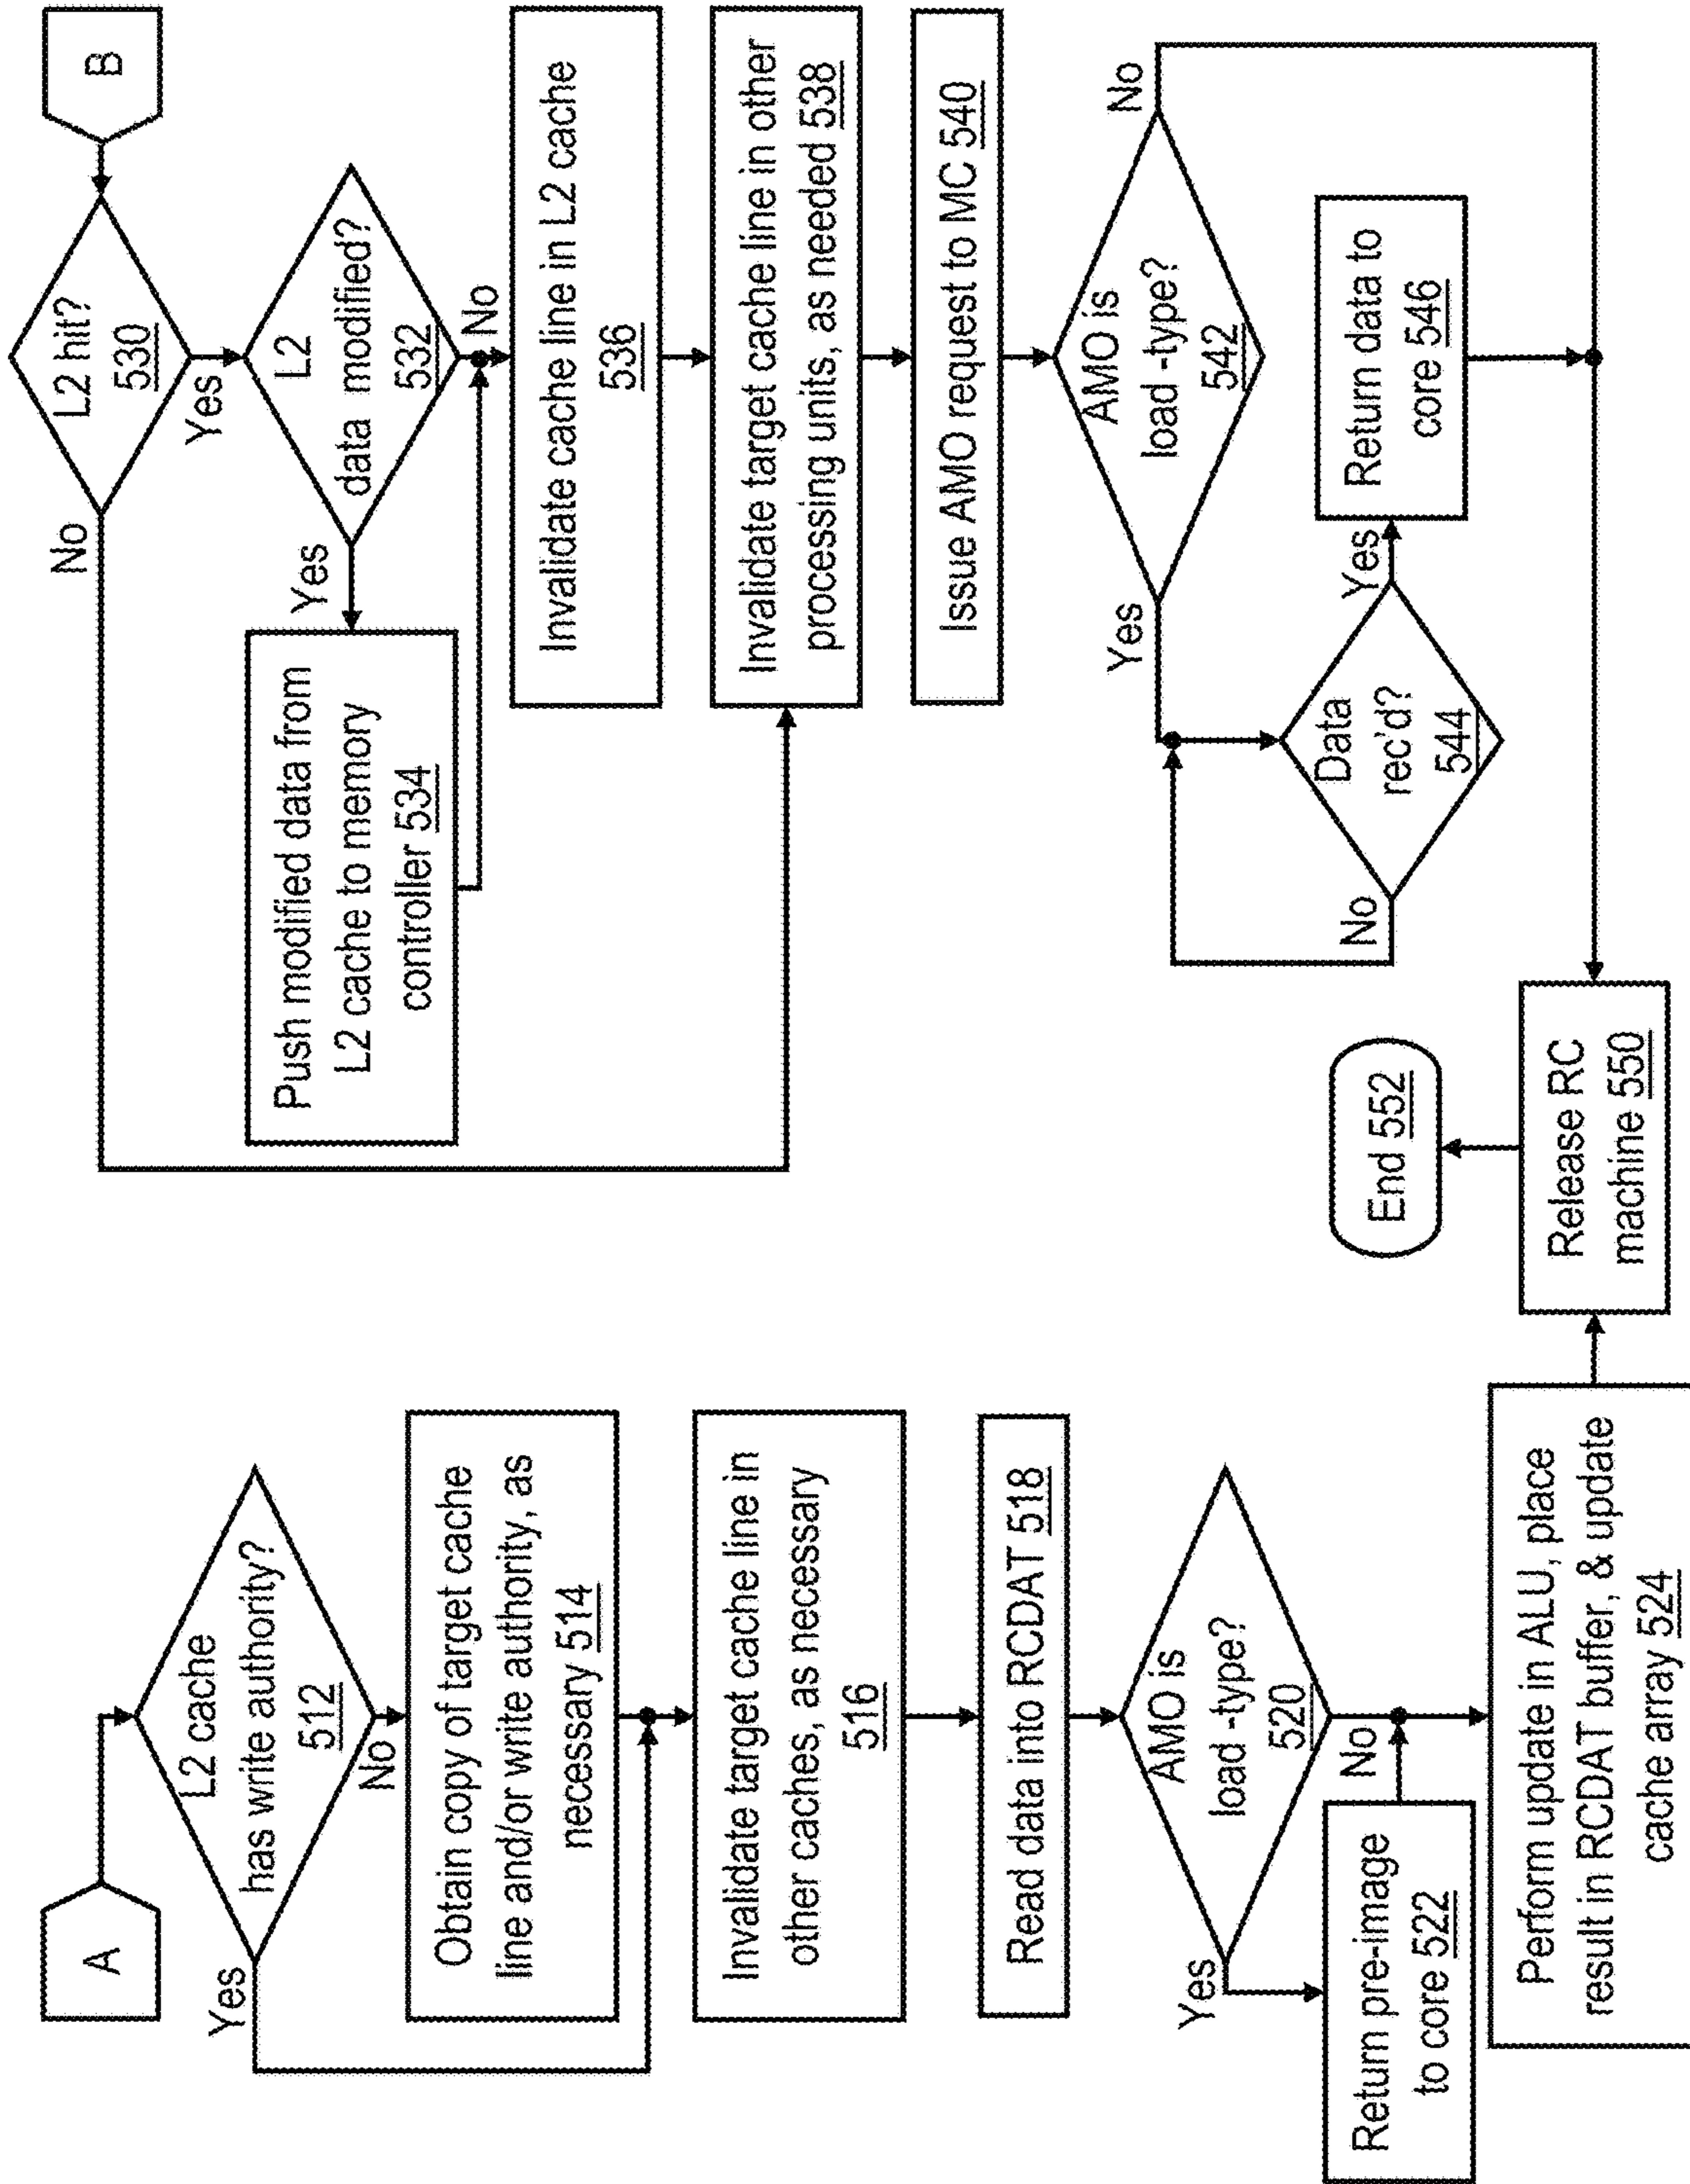 A
L2 cache
has write authority?
512
Yes
No
Obtain copy of target cache
line and/or write authority, as
necessary 514
Invalidate target cache line in
other caches, as necessary
516
Read data into RCDAT 518
AMO is
load -type?
520
Yes
No
Return pre-image
to core 522
Perform update in ALU, place
result in RCDAT buffer, & update
cache array 524
B
L2 hit?
530
No
Yes
L2
data modified?
532
Yes
No
Push modified data from
L2 cache to memory
controller 534
Invalidate cache line in L2 cache
536
Invalidate target cache line in other
processing units, as needed 538
Issue AMO request to MC 540
AMO is
load -type?
542
Yes
No
Data
rec'd?
544
No
Yes
Return data to
core 546
Release RC
machine 550
End 552